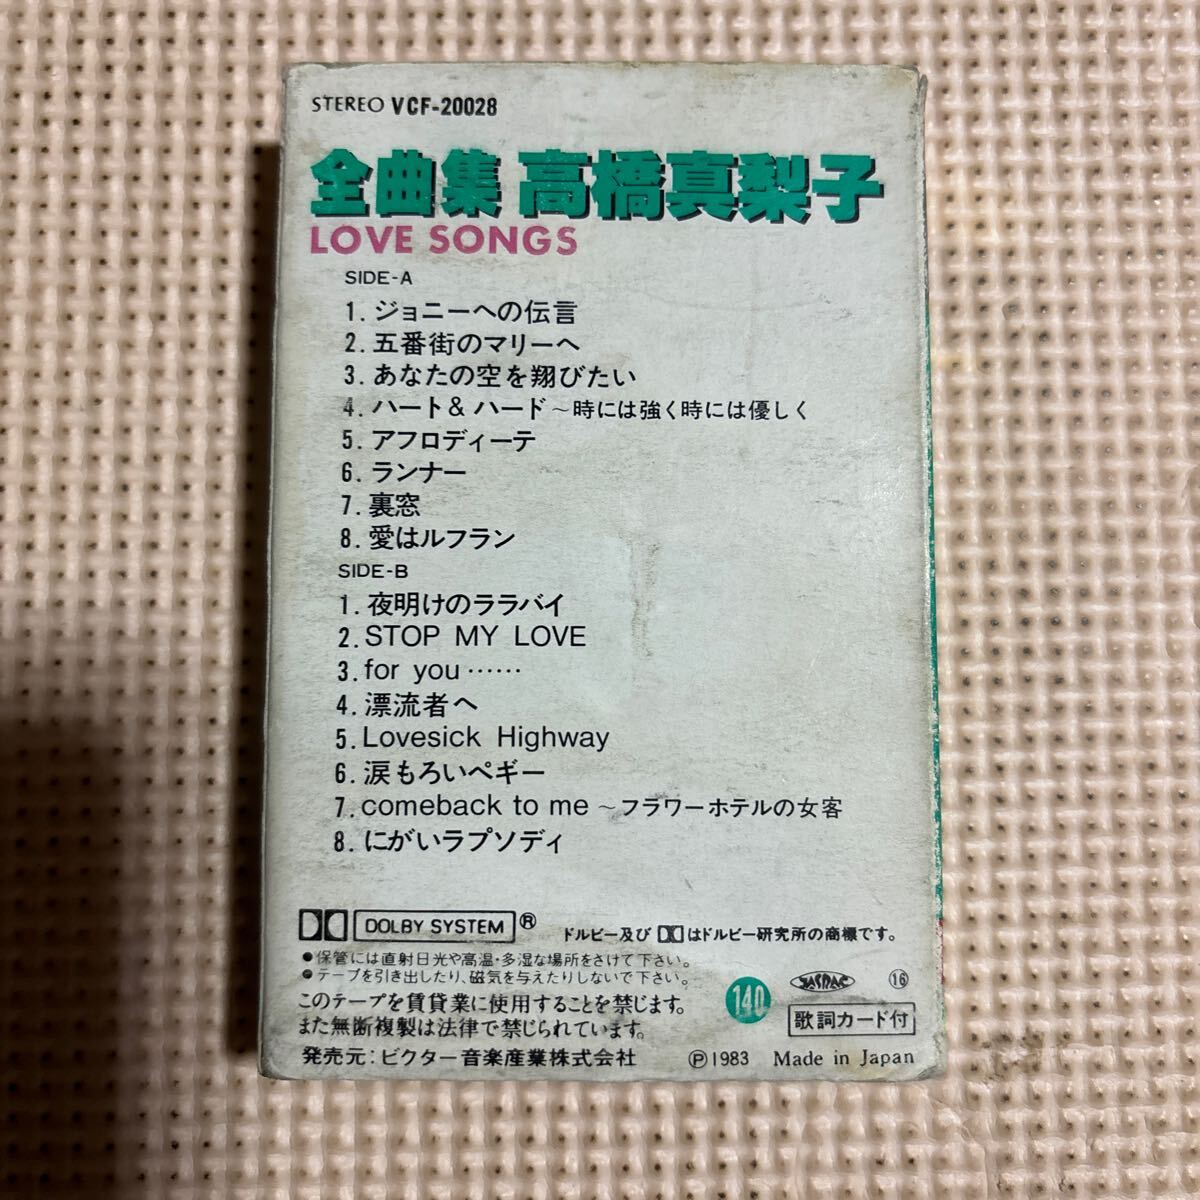 STEREO VCF-20028
全曲集 高橋真梨子
LOVE SONGS
SIDE-A
1. ジョニーへの伝言
2. 五番街のマリーへ
3. あなたの空を翔びたい
4. ハート&ハード～時には強く時には優しく
5. アフロディーテ
6. ランナー
7. 裏窓
8. 愛はルフラン
SIDE-B
1. 夜明けのララバイ
2. STOP MY LOVE
3. for you……
4. 漂流者へ
5. Lovesick Highway
6. 涙もろいペギー
7. comeback to me～フラワーホテルの女客
8. にがいラプソディ
DOLBY SYSTEM® ドルビー及びはドルビー研究所の商標です。
●保管には直射日光や高温・多湿な場所をさけて下さい。
●テープを引き出したり、磁気を与えたりしないで下さい。
このテープを賃貸業に使用することを禁じます。
また無断複製は法律で禁じられています。
140
JASRAC ⑯
歌詞カード付
発売元：ビクター音楽産業株式会社 Ⓟ1983 Made in Japan